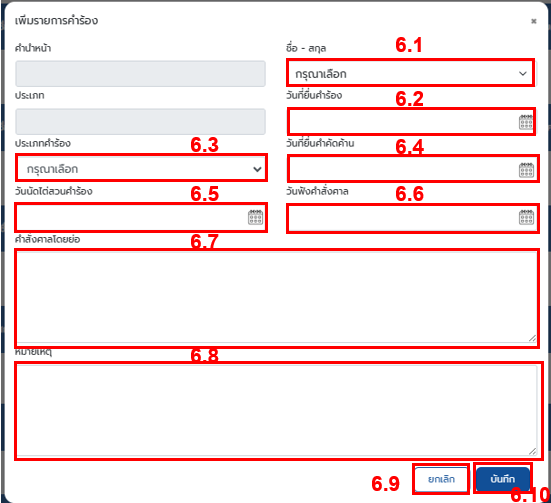 เพิ่มรายการคำร้อง ×
คำนำหน้า ชื่อ - สกุล 6.1
กรุณาเลือก
ประเภท วันที่ยื่นคำร้อง 6.2
ประเภทคำร้อง 6.3 วันที่ยื่นคำคัดค้าน 6.4
กรุณาเลือก
วันนัดไต่สวนคำร้อง 6.5 วันฟังคำสั่งศาล 6.6
คำสั่งศาลโดยย่อ 6.7
หมายเหตุ 6.8
6.9 ยกเลิก บันทึก 6.10